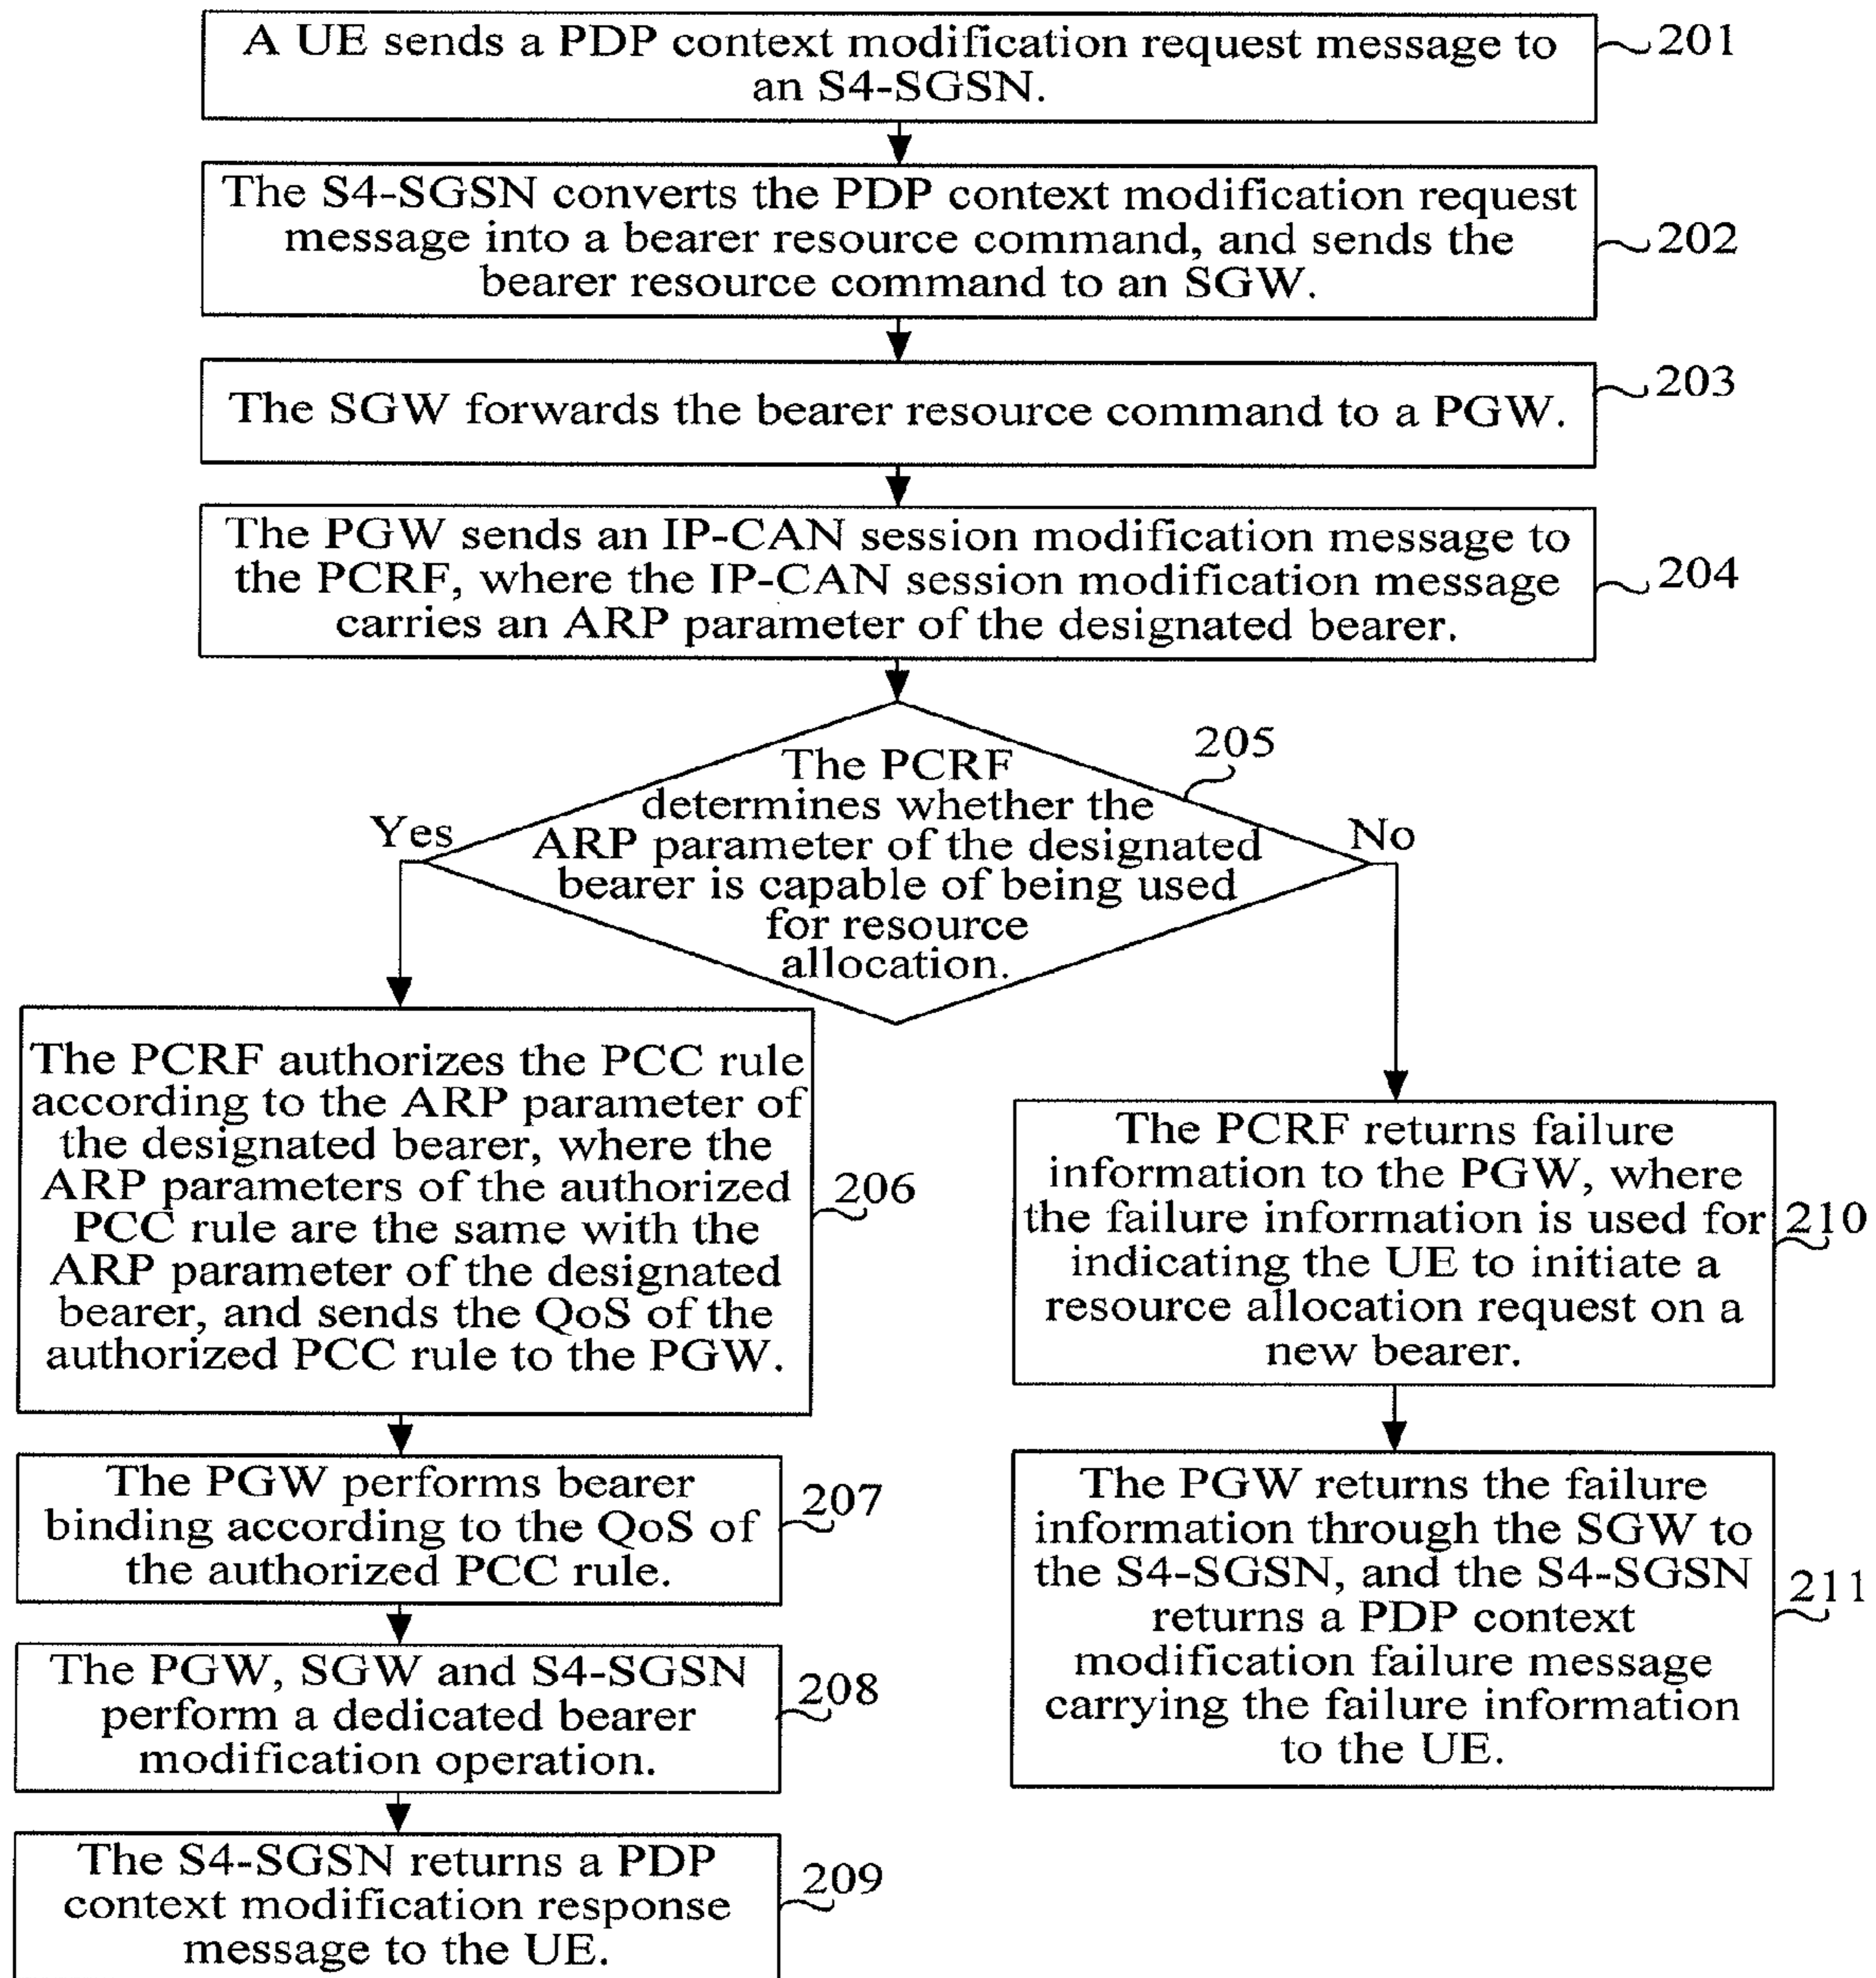 A UE sends a PDP context modification request message to
an S4-SGSN.
201
The S4-SGSN converts the PDP context modification request
message into a bearer resource command, and sends the
bearer resource command to an SGW.
202
The SGW forwards the bearer resource command to a PGW.
203
The PGW sends an IP-CAN session modification message to
the PCRF, where the IP-CAN session modification message
carries an ARP parameter of the designated bearer.
204
The PCRF
determines whether the
ARP parameter of the designated
bearer is capable of being used
for resource
allocation.
205
Yes
No
The PCRF authorizes the PCC rule
according to the ARP parameter of
the designated bearer, where the
ARP parameters of the authorized
PCC rule are the same with the
ARP parameter of the designated
bearer, and sends the QoS of the
authorized PCC rule to the PGW.
206
The PGW performs bearer
binding according to the QoS of
the authorized PCC rule.
207
The PGW, SGW and S4-SGSN
perform a dedicated bearer
modification operation.
208
The S4-SGSN returns a PDP
context modification response
message to the UE.
209
The PCRF returns failure
information to the PGW, where
the failure information is used for
indicating the UE to initiate a
resource allocation request on a
new bearer.
210
The PGW returns the failure
information through the SGW to
the S4-SGSN, and the S4-SGSN
returns a PDP context
modification failure message
carrying the failure information
to the UE.
211